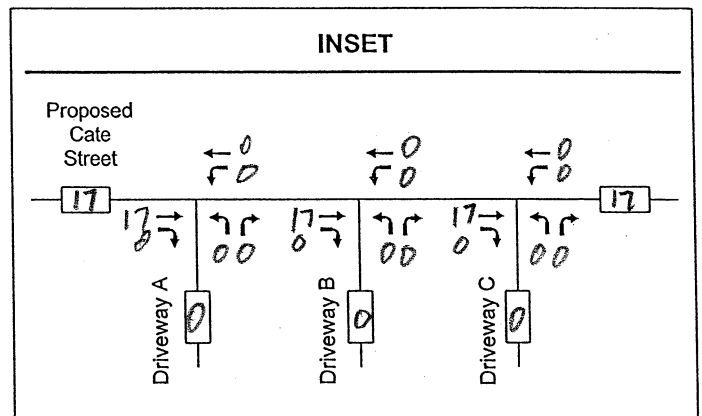 INSET
Proposed
Cate
Street
← 0 ← 0 ← 0
0 0 0
17 17
17 → 17 → 17 →
0 0 0 0 0 0 0 0 0
Driveway A Driveway B Driveway C
0 0 0